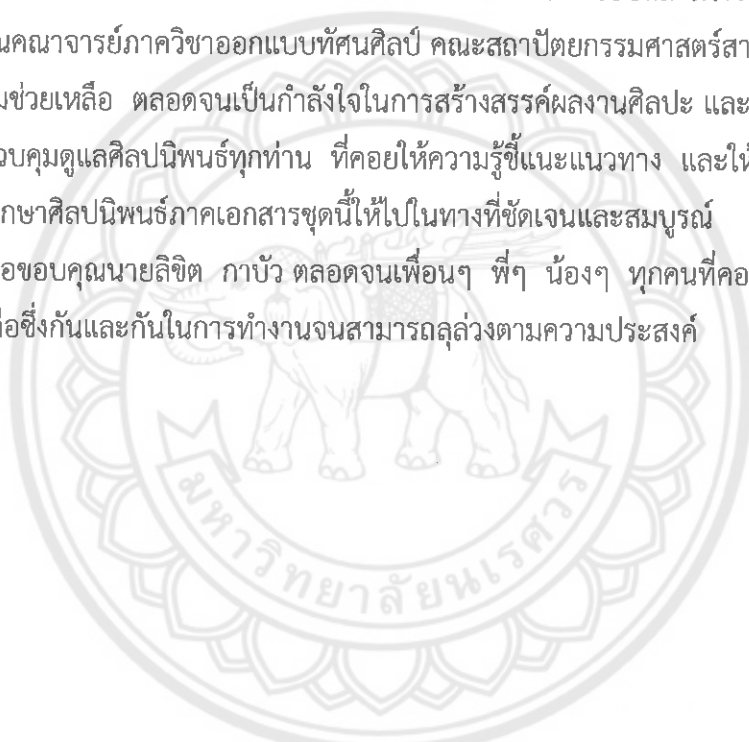 นคณาจารย์ภาควิชาออกแบบทัศนศิลป์ คณะสถาปัตยกรรมศาสตร์สา
มช่วยเหลือ ตลอดจนเป็นกำลังใจในการสร้างสรรค์ผลงานศิลปะ และ
วบคุมดูแลศิลปนิพนธ์ทุกท่าน ที่คอยให้ความรู้ชี้แนะแนวทาง และให้
กษาศิลปนิพนธ์ภาคเอกสารชุดนี้ให้ไปในทางที่ชัดเจนและสมบูรณ์
อขอบคุณนายลิขิต กาบัว ตลอดจนเพื่อนๆ พี่ๆ น้องๆ ทุกคนที่คอ
ือซึ่งกันและกันในการทำงานจนสามารถลุล่วงตามความประสงค์
มหาวิทยาลัยนเรศวร